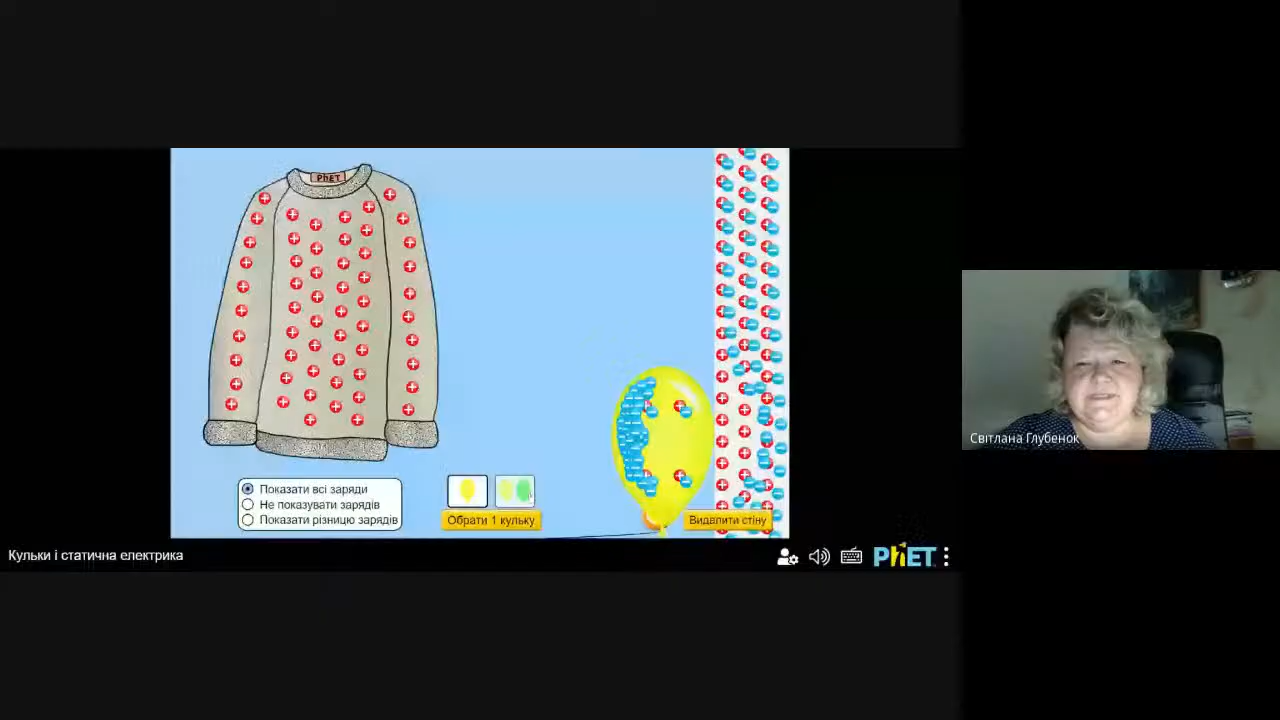 PhET
Показати всі заряди
Не показувати зарядів
Показати різницю зарядів
Обрати 1 кульку
Видалити стіну
Кульки і статична електрика
PhET
Світлана Глубенок